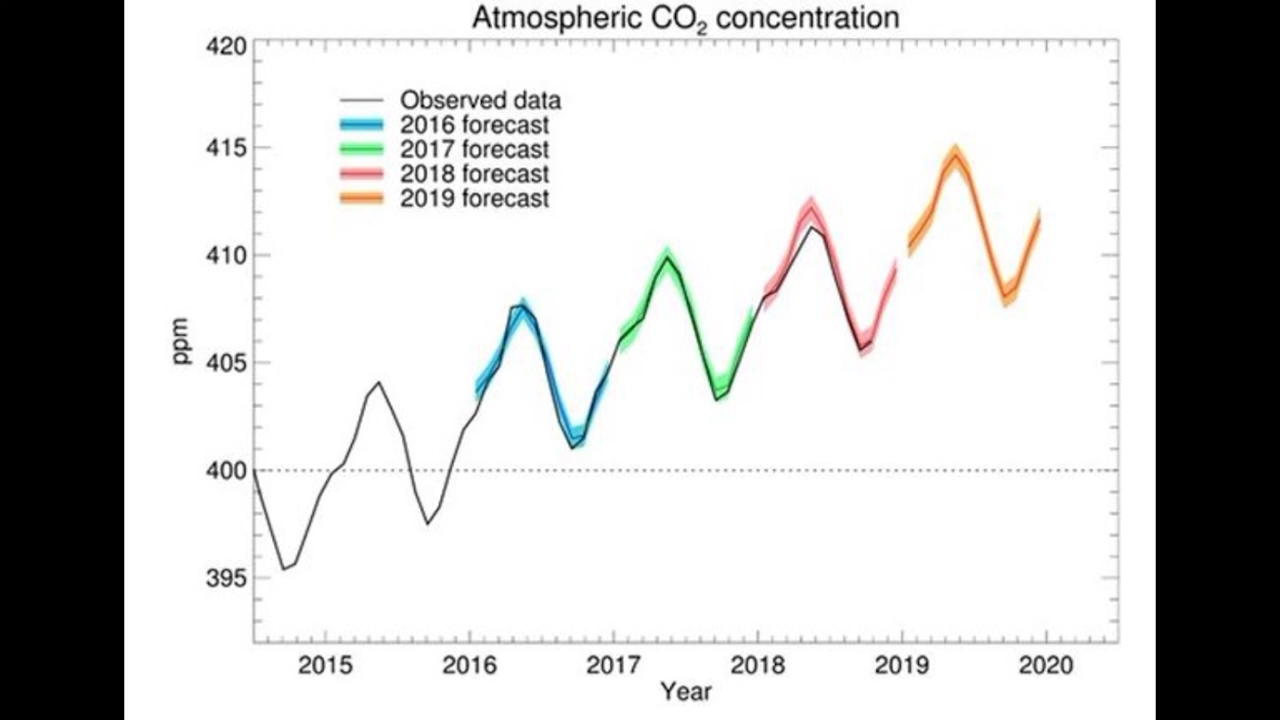 Atmospheric CO₂ concentration
420
415
410
405
400
395
ppm
Observed data
2016 forecast
2017 forecast
2018 forecast
2019 forecast
2015 2016 2017 2018 2019 2020
Year